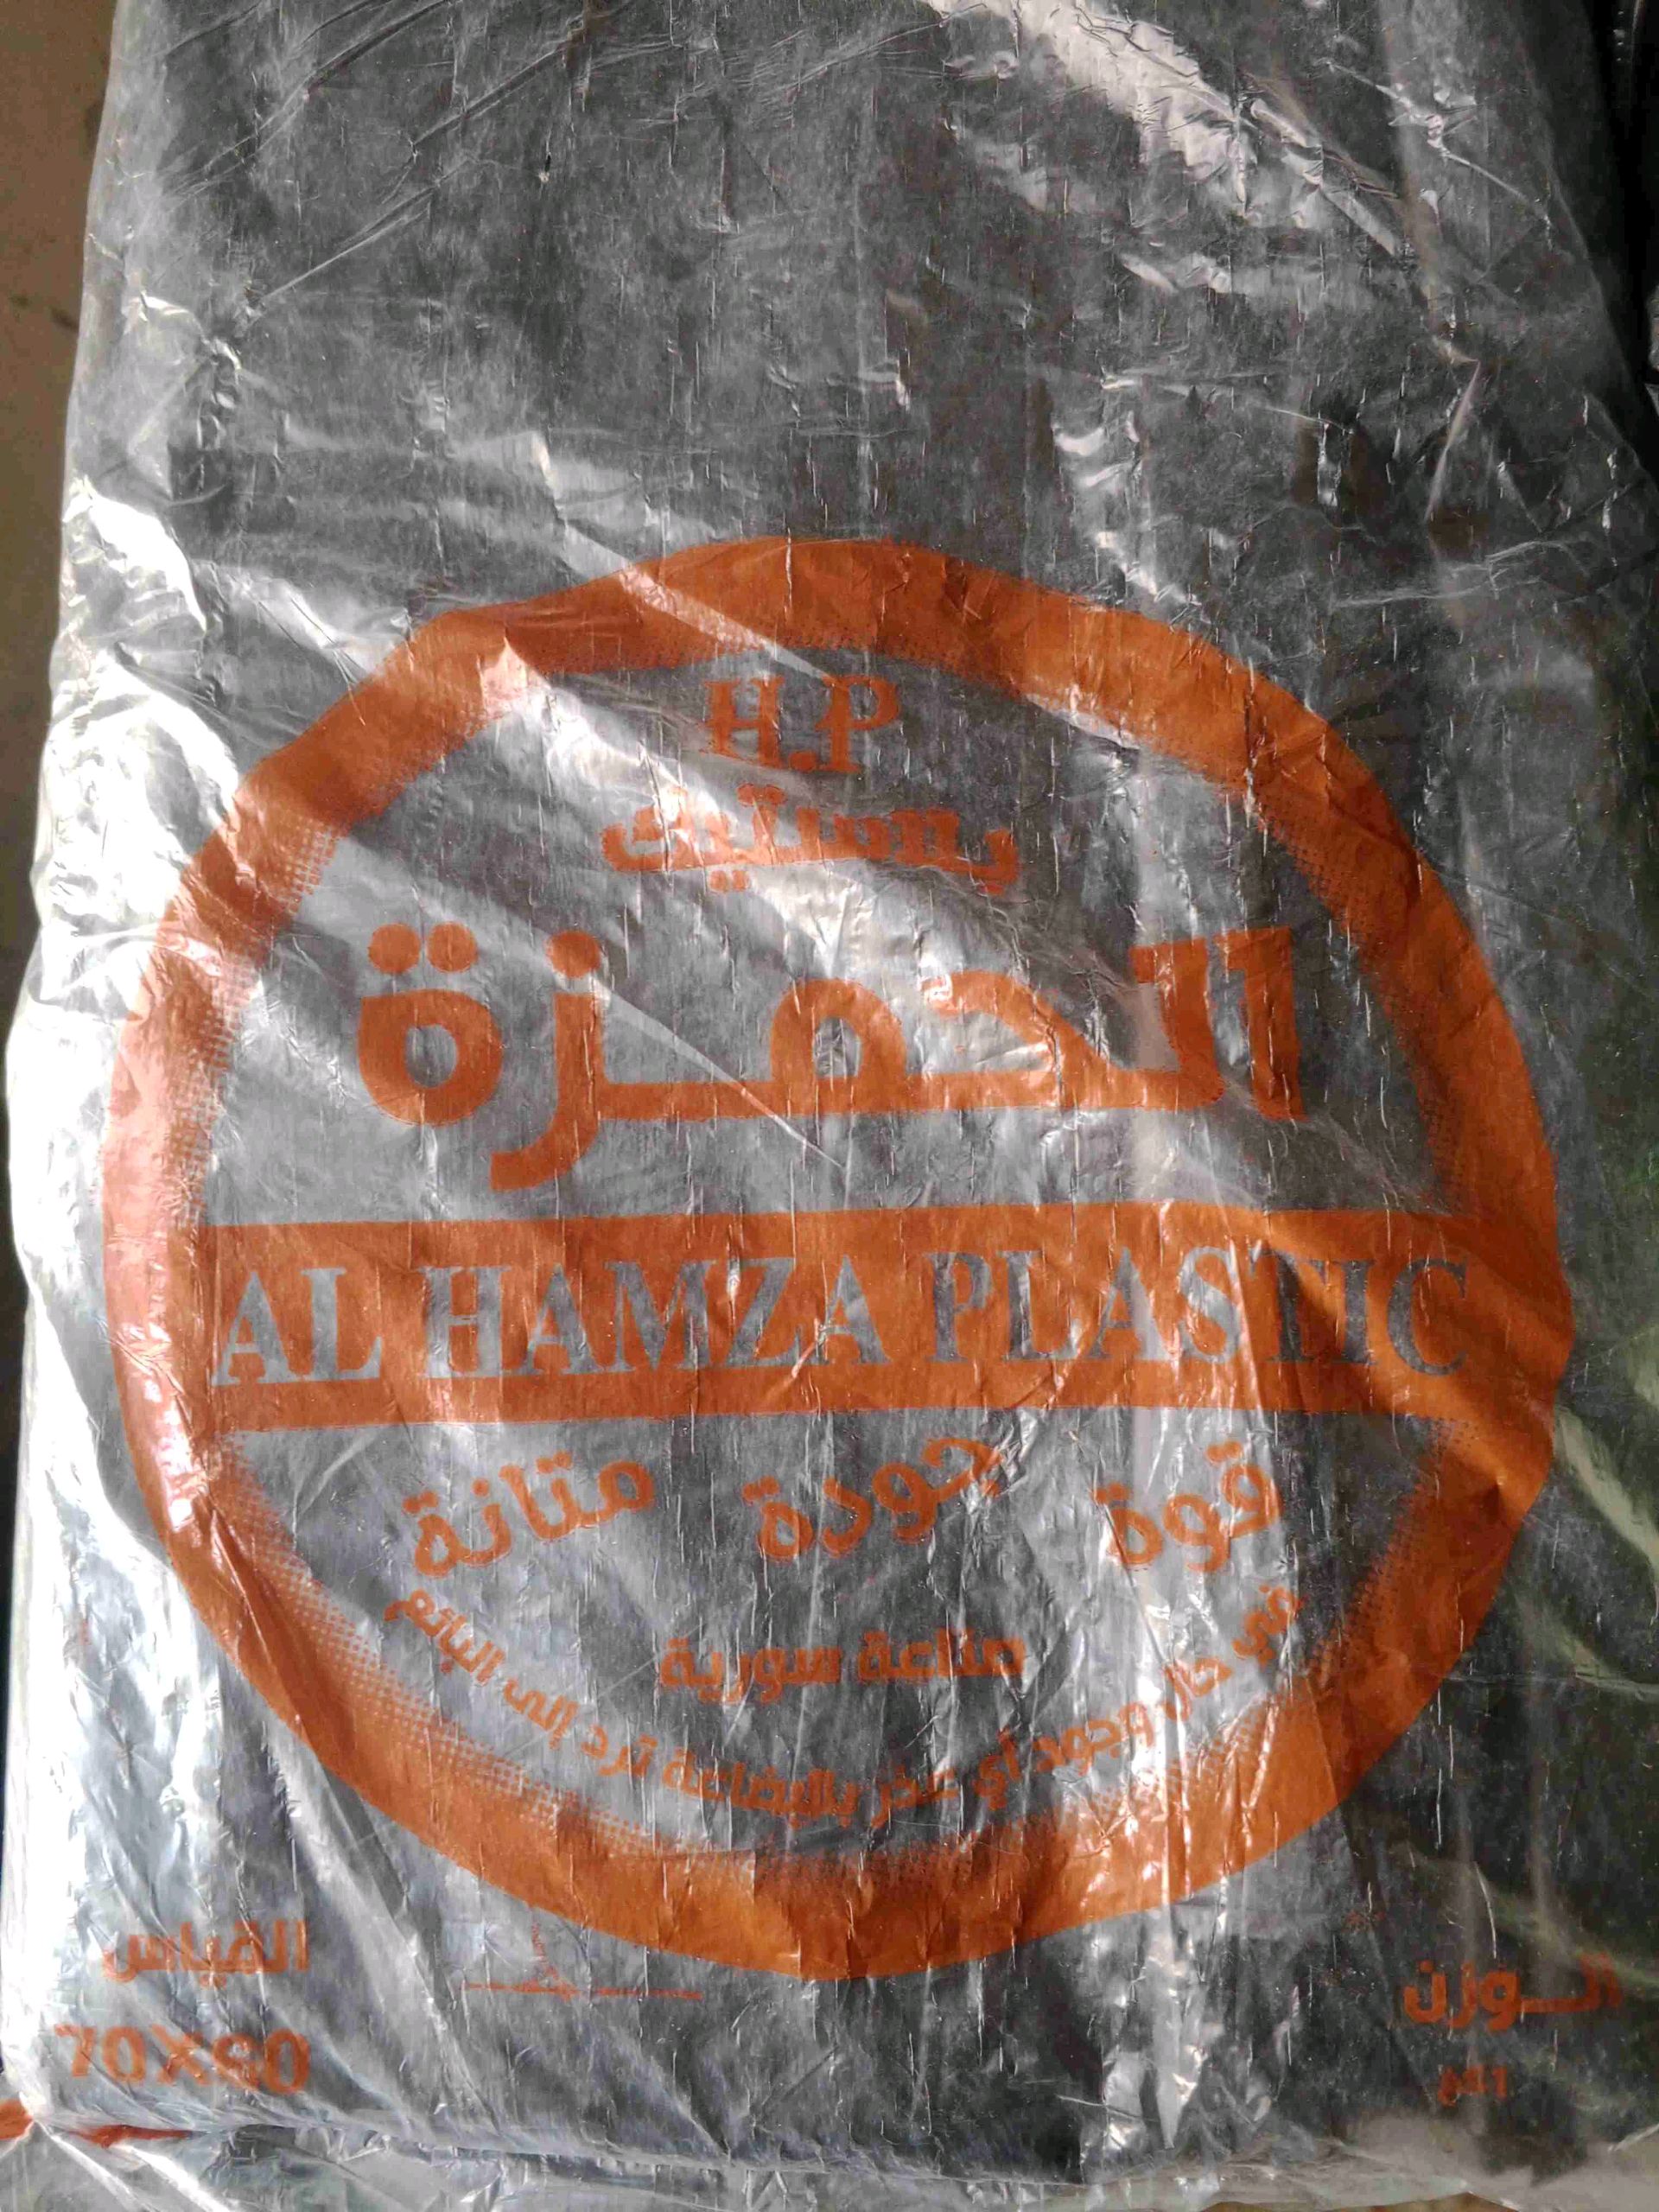 H.P
بلاستيك
الحمزة
AL HAMZA PLASTIC
قوة جودة متانة
صناعة سورية
في حال وجود أي عذر بالبضاعة ترد إلى البائع
القياس
الوزن
1كغ